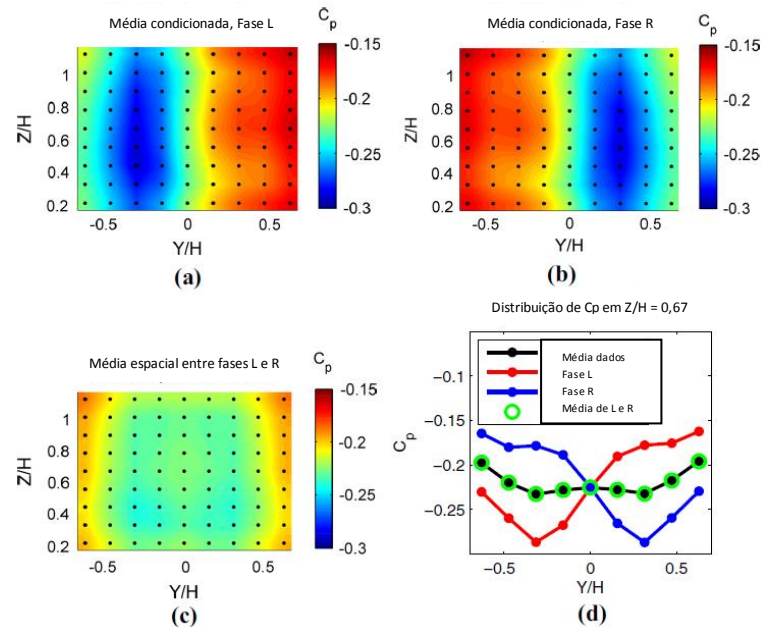 Média condicionada, Fase L
C_p
Z/H
1
0.8
0.6
0.4
0.2
-0.5
0
0.5
Y/H
-0.15
-0.2
-0.25
-0.3
(a)
Média condicionada, Fase R
C_p
Z/H
1
0.8
0.6
0.4
0.2
-0.5
0
0.5
Y/H
-0.15
-0.2
-0.25
-0.3
(b)
Média espacial entre fases L e R
C_p
Z/H
1
0.8
0.6
0.4
0.2
-0.5
0
0.5
Y/H
-0.15
-0.2
-0.25
-0.3
(c)
Distribuição de Cp em Z/H = 0,67
Média dados
Fase L
Fase R
Média de L e R
C_p
−0.1
−0.15
−0.2
−0.25
−0.5
0
0.5
Y/H
(d)